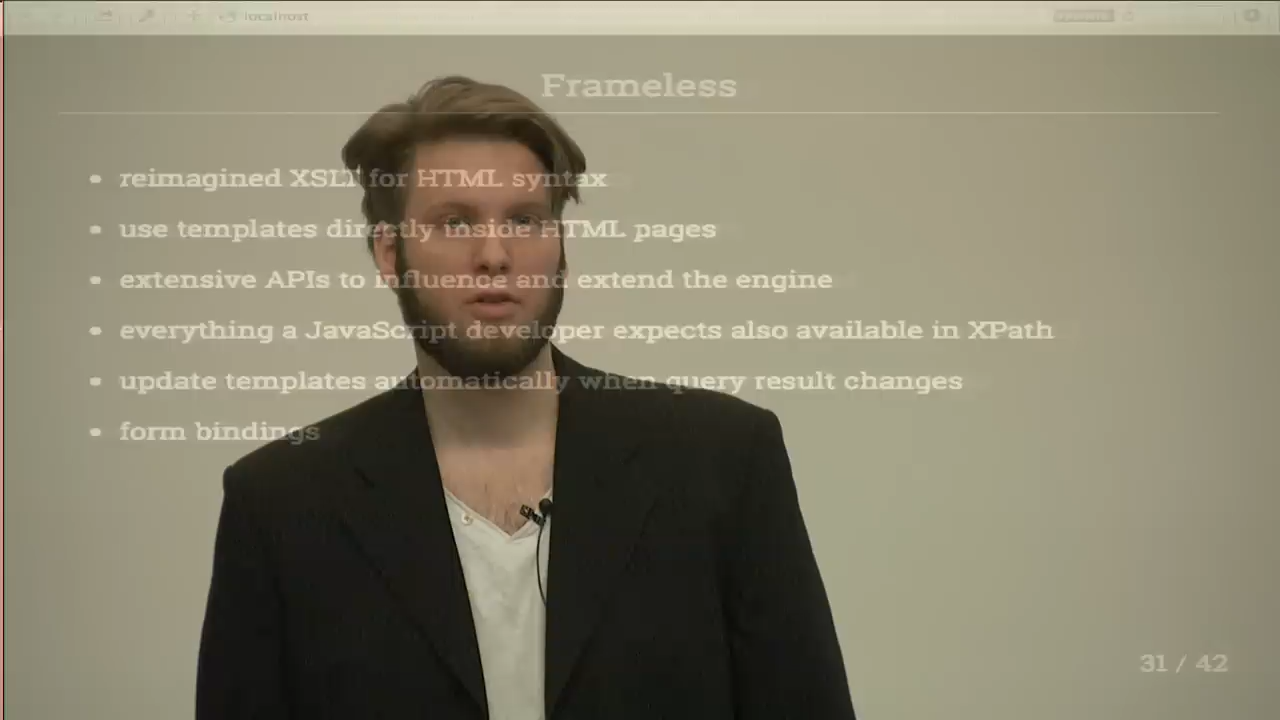 localhost
Frameless
• reimagined XSLT for HTML syntax
• use templates directly inside HTML pages
• extensive APIs to influence and extend the engine
• everything a JavaScript developer expects also available in XPath
• update templates automatically when query result changes
• form bindings
31 / 42